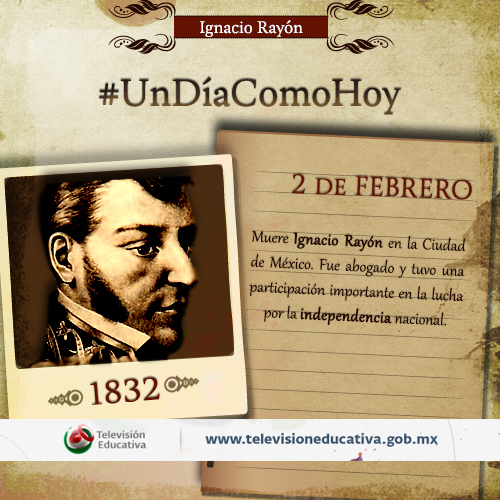 Ignacio Rayón
#UnDíaComoHoy
2 DE FEBRERO
Muere Ignacio Rayón en la Ciudad
de México. Fue abogado y tuvo una
participación importante en la lucha
por la independencia nacional.
1832
Televisión
Educativa
www.televisioneducativa.gob.mx